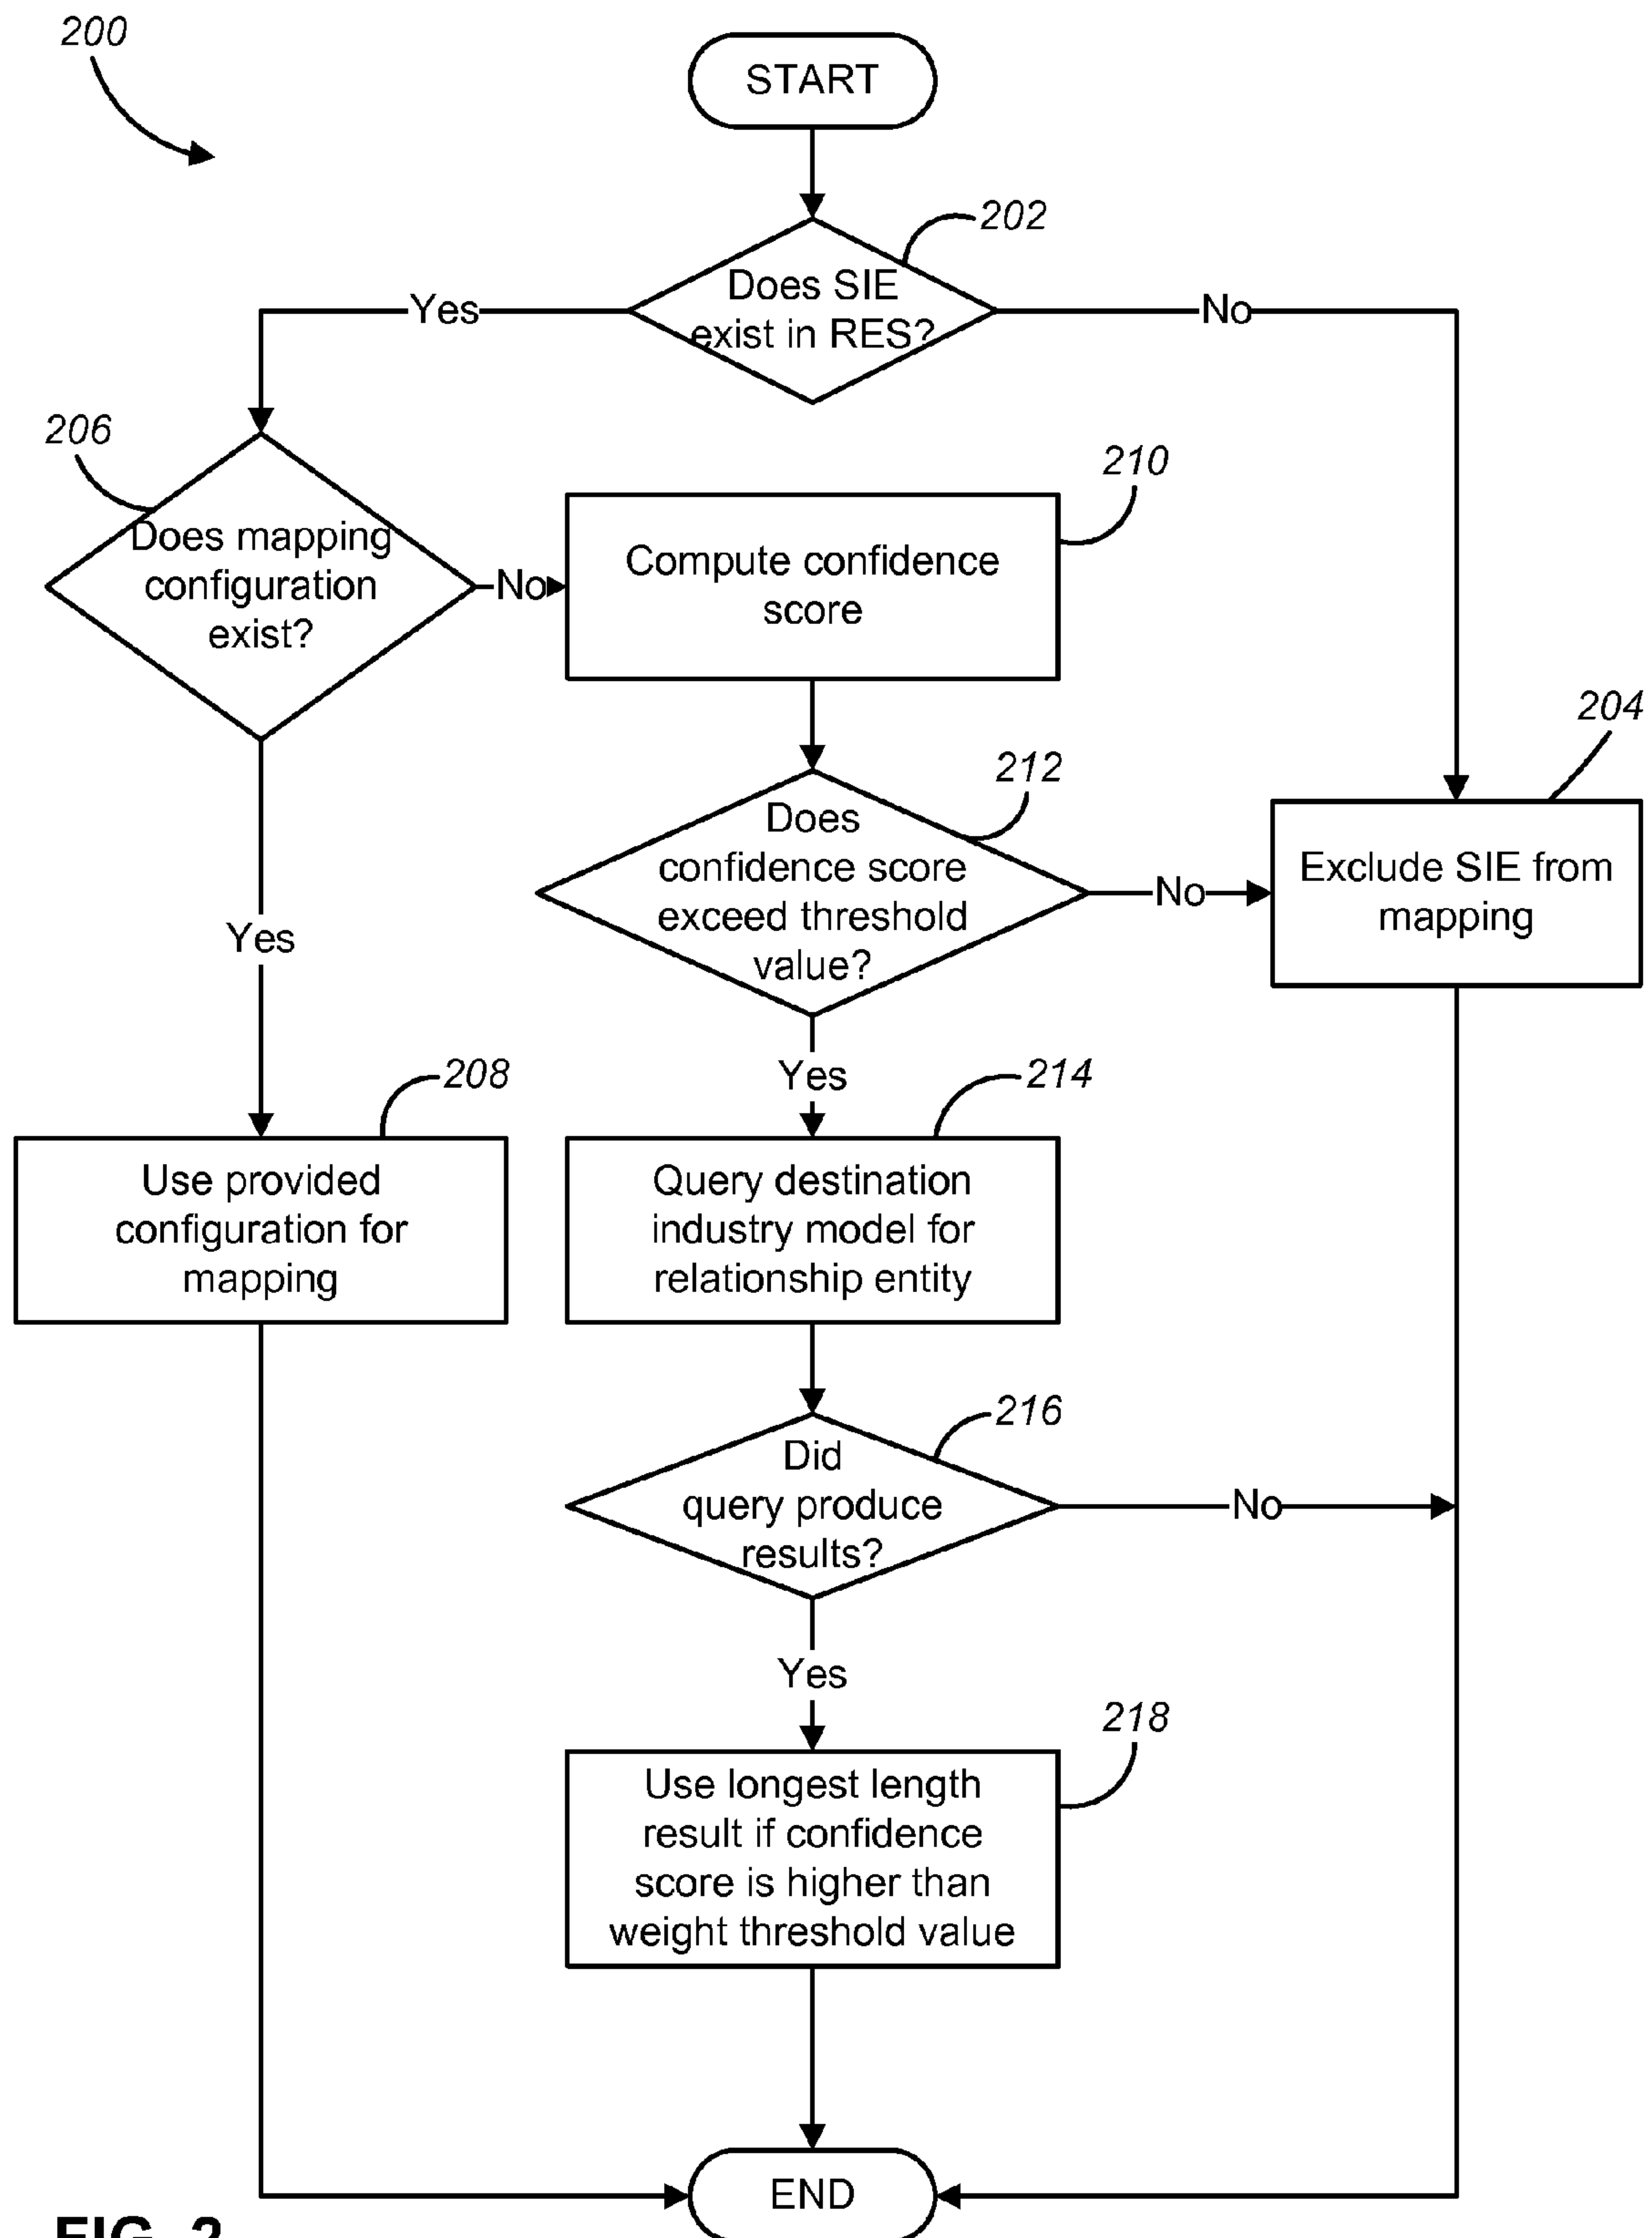 200
START
202
Does SIE
exist in RES?
Yes
No
206
Does mapping
configuration
exist?
No
210
Compute confidence
score
204
Exclude SIE from
mapping
212
Does
confidence score
exceed threshold
value?
No
Yes
Yes
208
Use provided
configuration for
mapping
214
Query destination
industry model for
relationship entity
216
Did
query produce
results?
No
Yes
218
Use longest length
result if confidence
score is higher than
weight threshold value
END
FIG. 2